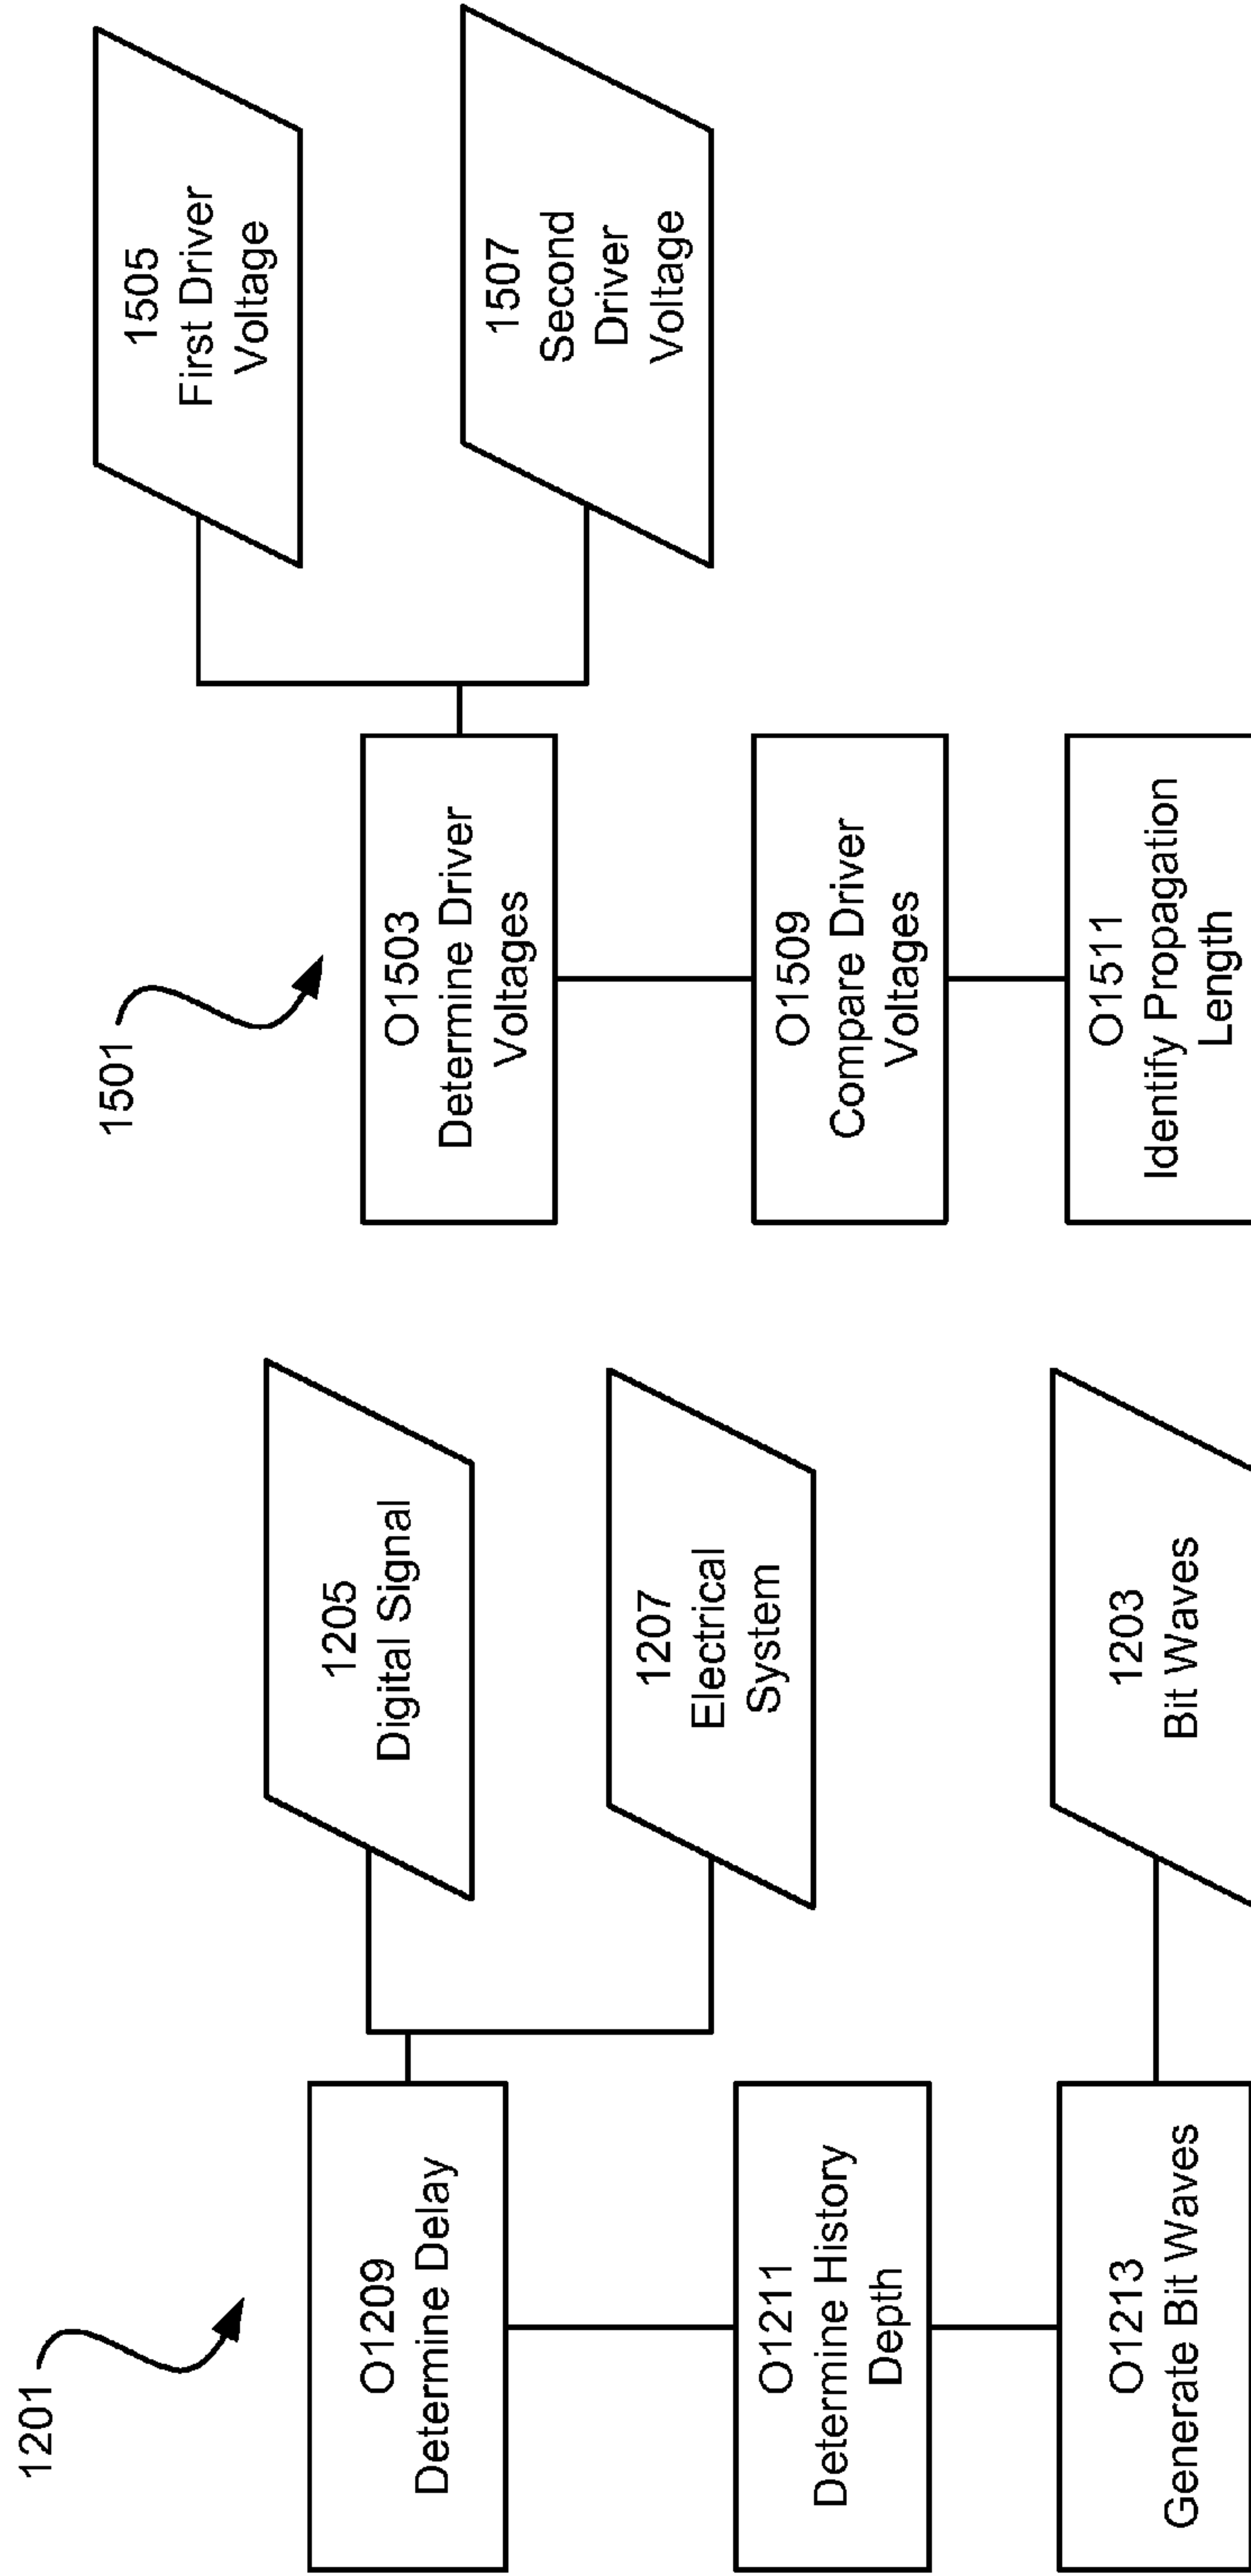 1201
O1209
Determine Delay
1205
Digital Signal
1207
Electrical
System
O1211
Determine History
Depth
O1213
Generate Bit Waves
1203
Bit Waves
1501
O1503
Determine Driver
Voltages
1505
First Driver
Voltage
1507
Second
Driver
Voltage
O1509
Compare Driver
Voltages
O1511
Identify Propagation
Length